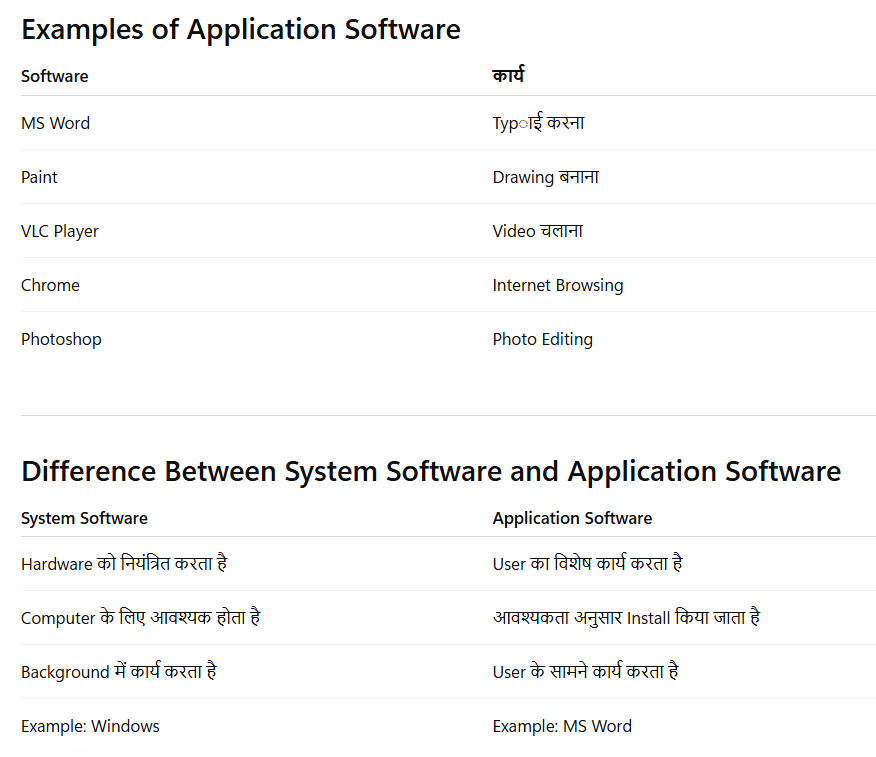 Examples of Application Software
Software कार्य
MS Word Typाई करना
Paint Drawing बनाना
VLC Player Video चलाना
Chrome Internet Browsing
Photoshop Photo Editing
Difference Between System Software and Application Software
System Software Application Software
Hardware को नियंत्रित करता है User का विशेष कार्य करता है
Computer के लिए आवश्यक होता है आवश्यकता अनुसार Install किया जाता है
Background में कार्य करता है User के सामने कार्य करता है
Example: Windows Example: MS Word